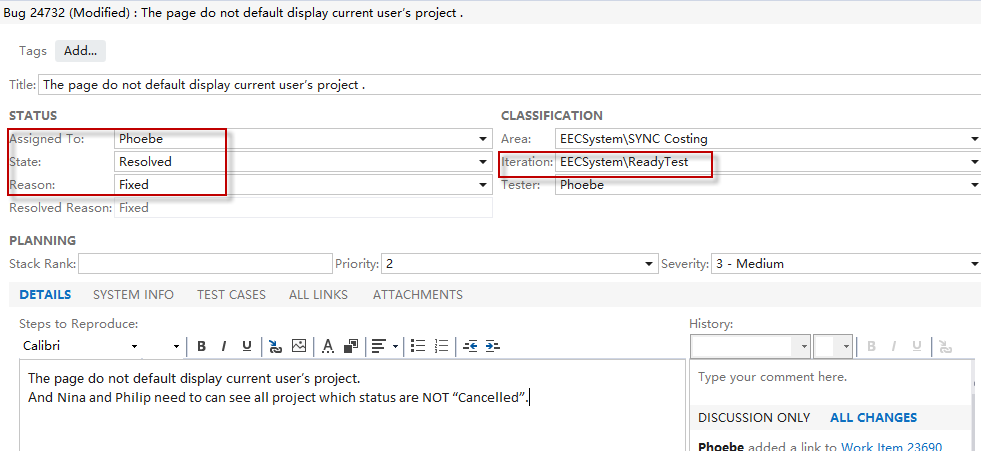 Bug 24732 (Modified) : The page do not default display current user's project .
Tags Add...
Title: The page do not default display current user's project .
STATUS
Assigned To: Phoebe
State: Resolved
Reason: Fixed
Resolved Reason: Fixed
CLASSIFICATION
Area: EECSystem\SYNC Costing
Iteration: EECSystem\ReadyTest
Tester: Phoebe
PLANNING
Stack Rank: Priority: 2 Severity: 3 - Medium
DETAILS SYSTEM INFO TEST CASES ALL LINKS ATTACHMENTS
Steps to Reproduce:
Calibri B I U A
The page do not default display current user's project.
And Nina and Philip need to can see all project which status are NOT “Cancelled”.
History:
B I U
Type your comment here.
DISCUSSION ONLY ALL CHANGES
Phoebe added a link to Work Item 23690